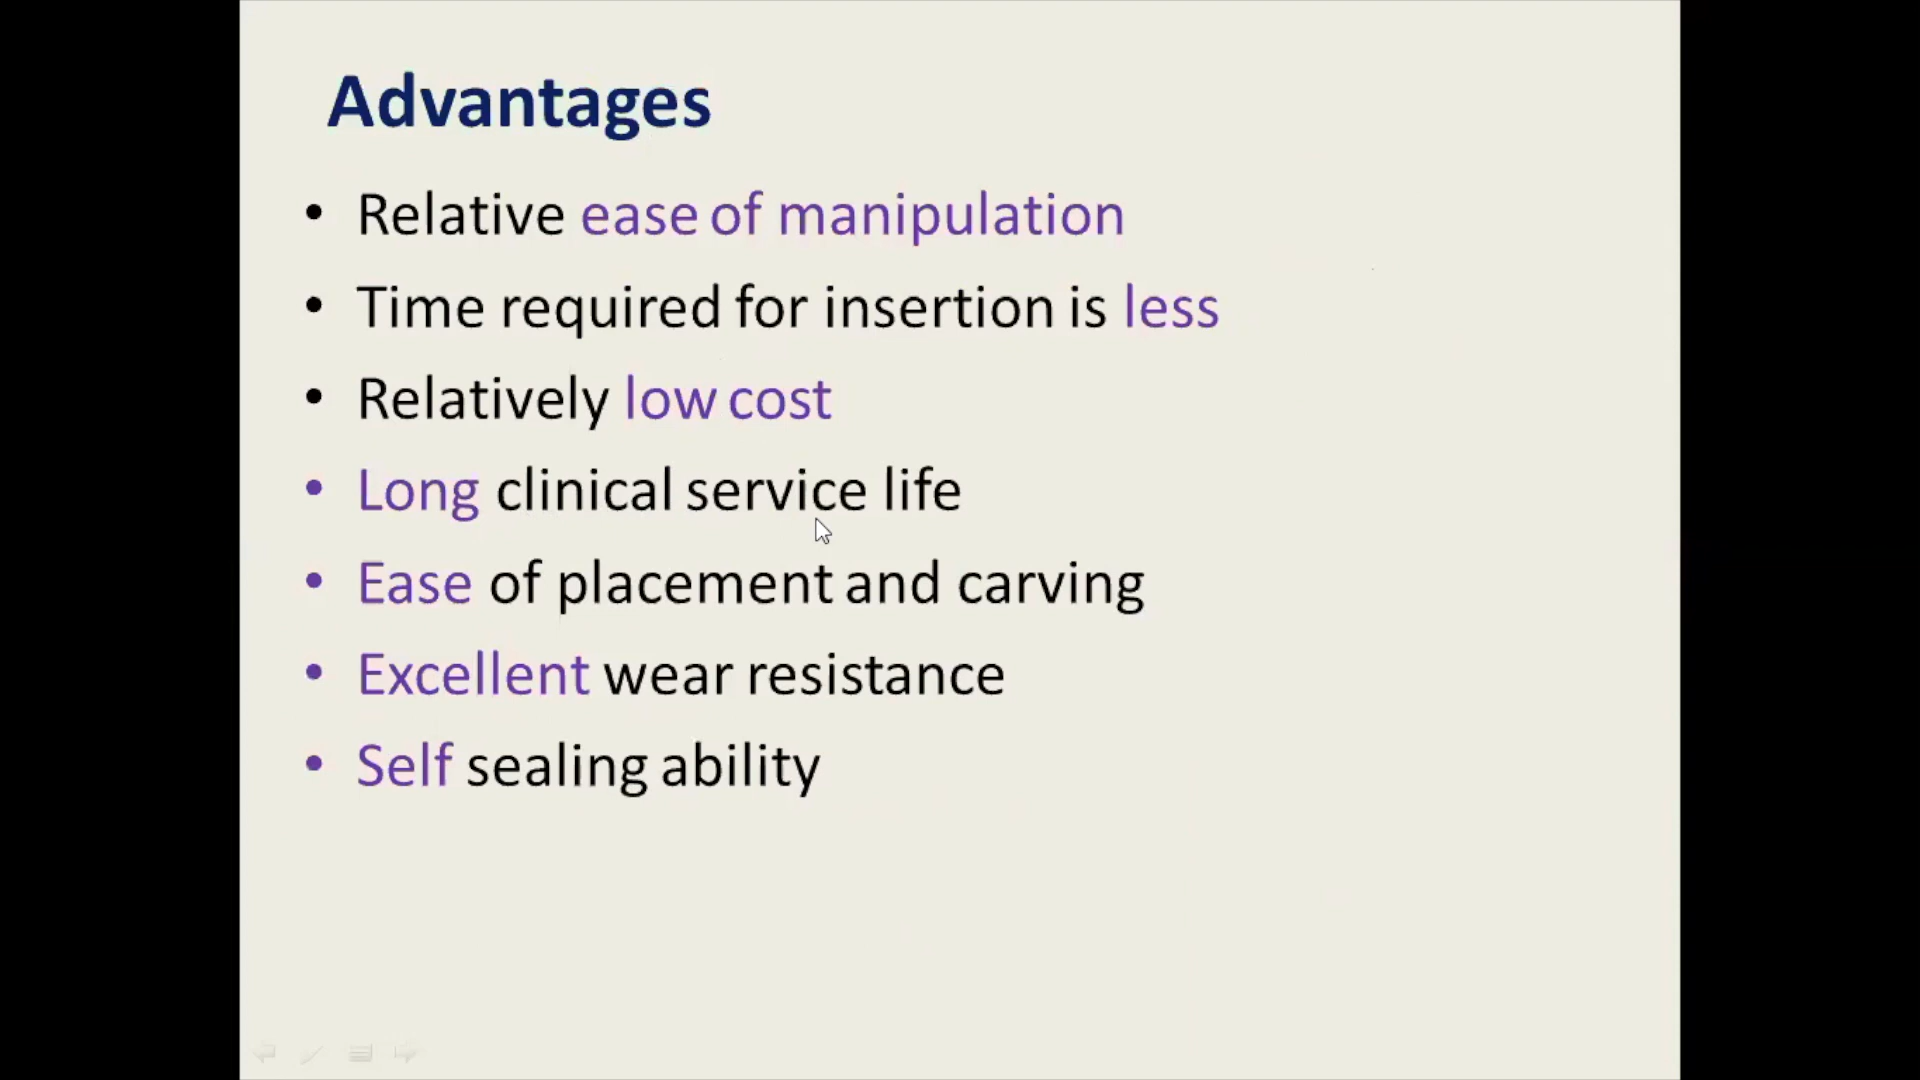 Advantages
• Relative ease of manipulation
• Time required for insertion is less
• Relatively low cost
• Long clinical service life
• Ease of placement and carving
• Excellent wear resistance
• Self sealing ability